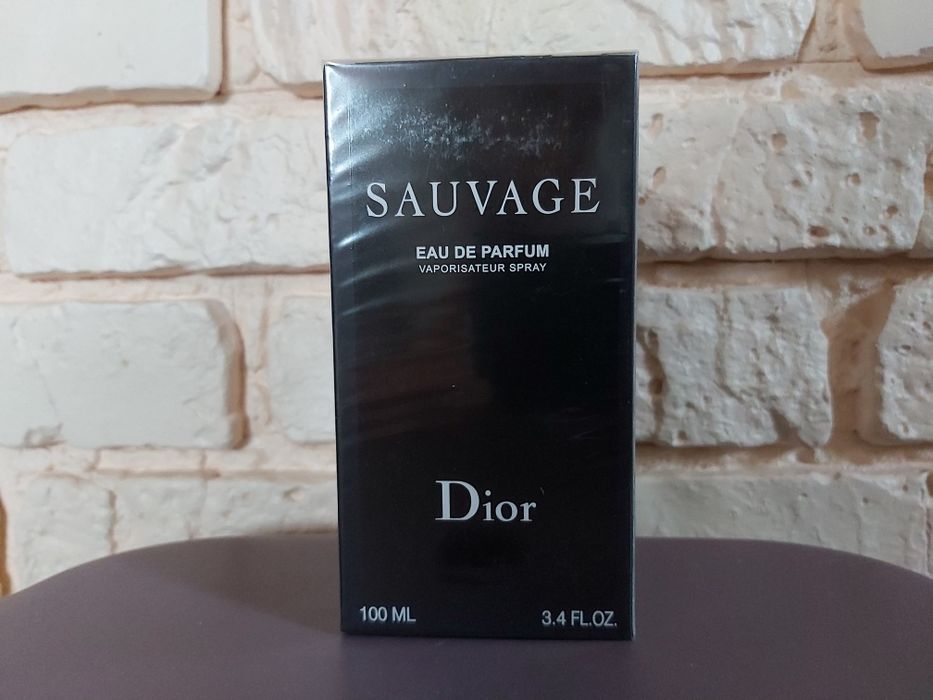 SAUVAGE
EAU DE PARFUM
VAPORISATEUR SPRAY
Dior
100 ML 3.4 FL.OZ.